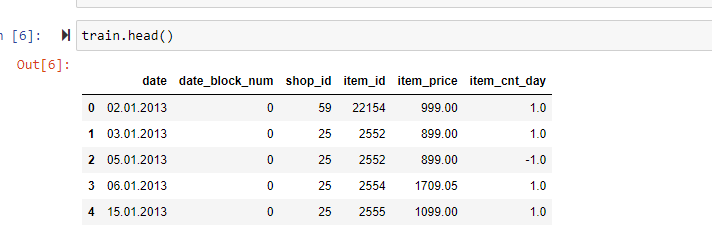 [6]: train.head()
Out[6]:
date date_block_num shop_id item_id item_price item_cnt_day
0 02.01.2013 0 59 22154 999.00 1.0
1 03.01.2013 0 25 2552 899.00 1.0
2 05.01.2013 0 25 2552 899.00 -1.0
3 06.01.2013 0 25 2554 1709.05 1.0
4 15.01.2013 0 25 2555 1099.00 1.0